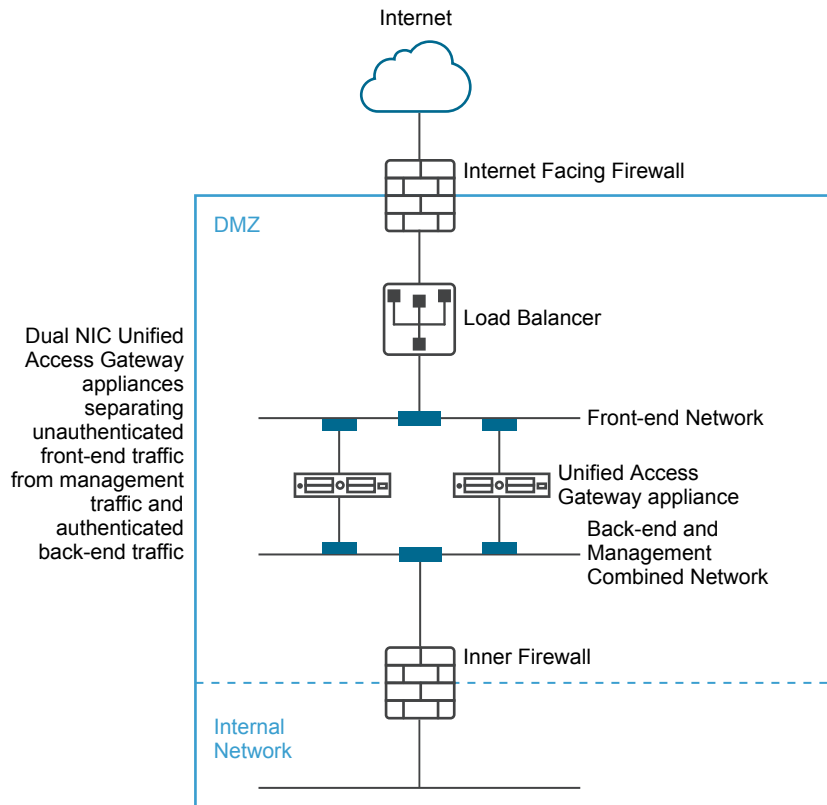 Internet
Internet Facing Firewall
DMZ
Load Balancer
Dual NIC Unified
Access Gateway
appliances
separating
unauthenticated
front-end traffic
from management
traffic and
authenticated
back-end traffic
Front-end Network
Unified Access
Gateway appliance
Back-end and
Management
Combined Network
Inner Firewall
Internal
Network